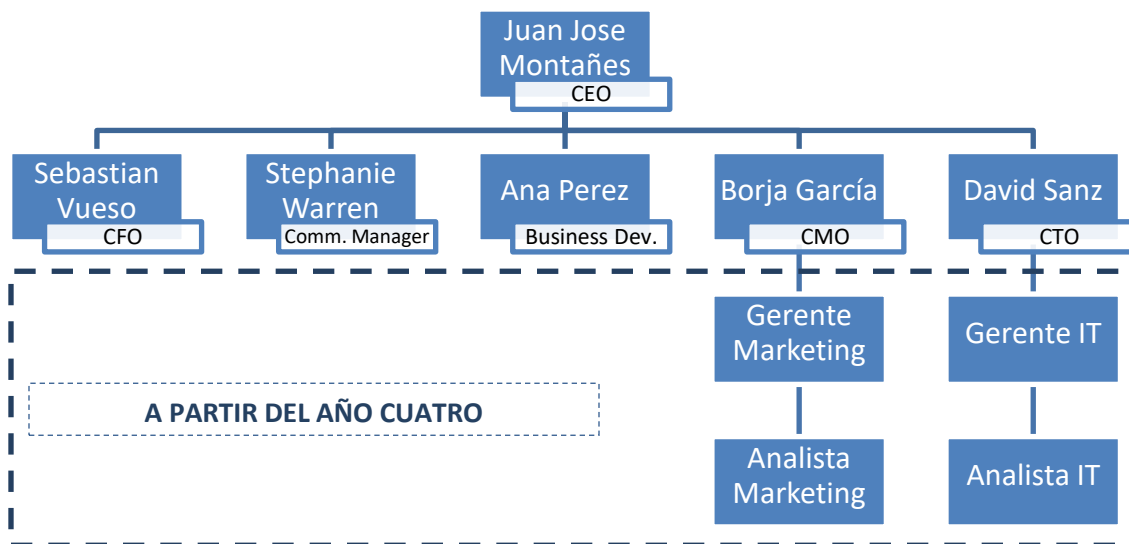 Juan Jose
Montañes
CEO
Sebastian
Vueso
CFO
Stephanie
Warren
Comm. Manager
Ana Perez
Business Dev.
Borja García
CMO
David Sanz
CTO
Gerente
Marketing
Gerente IT
A PARTIR DEL AÑO CUATRO
Analista
Marketing
Analista IT